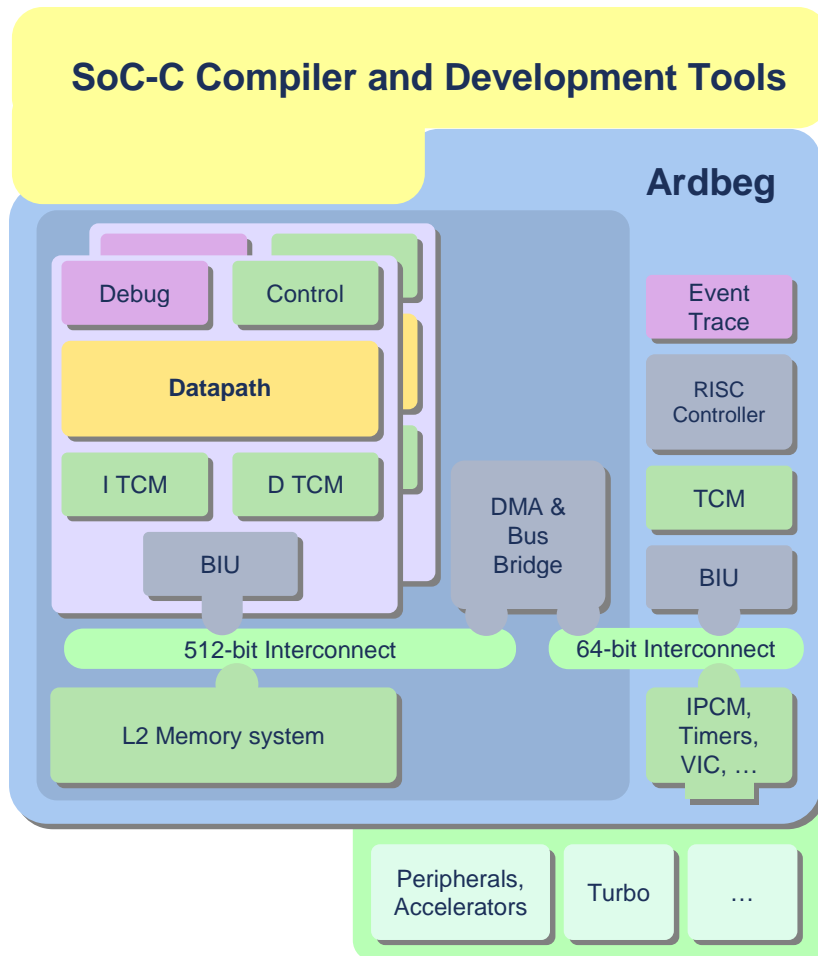 SoC-C Compiler and Development Tools
Ardbeg
Debug
Control
Event
Trace
Datapath
RISC
Controller
I TCM
D TCM
DMA &
Bus
Bridge
TCM
BIU
BIU
512-bit Interconnect
64-bit Interconnect
L2 Memory system
IPCM,
Timers,
VIC, …
Peripherals,
Accelerators
Turbo
…